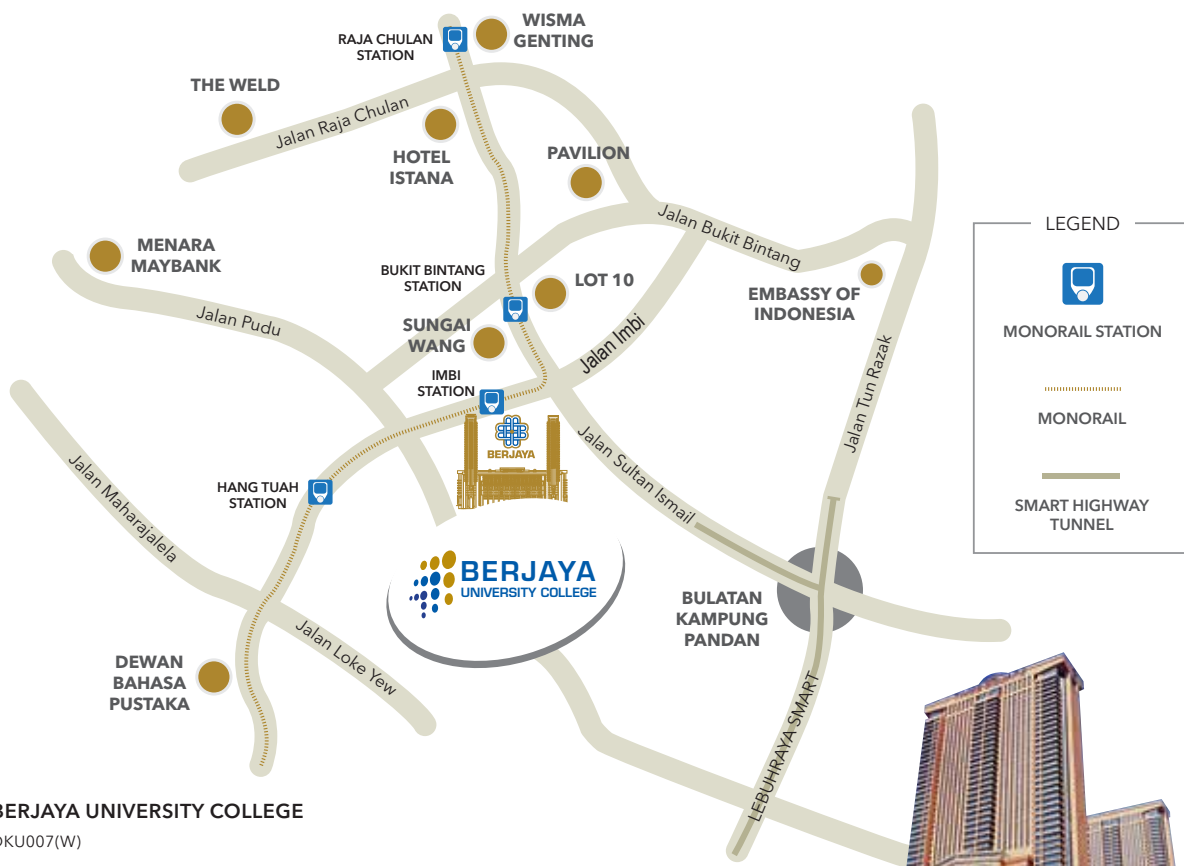 RAJA CHULAN
STATION
WISMA
GENTING
THE WELD
Jalan Raja Chulan
HOTEL
ISTANA
PAVILION
Jalan Bukit Bintang
LEGEND
MENARA
MAYBANK
BUKIT BINTANG
STATION
LOT 10
EMBASSY OF
INDONESIA
MONORAIL STATION
Jalan Pudu
SUNGAI
WANG
Jalan Imbi
IMBI
STATION
Jalan Tun Razak
MONORAIL
BERJAYA
Jalan Sultan Ismail
Jalan Maharajalela
HANG TUAH
STATION
SMART HIGHWAY
TUNNEL
BERJAYA
UNIVERSITY COLLEGE
BULATAN
KAMPUNG
PANDAN
Jalan Loke Yew
DEWAN
BAHASA
PUSTAKA
LEBUHRAYA SMART
BERJAYA UNIVERSITY COLLEGE
DKU007(W)